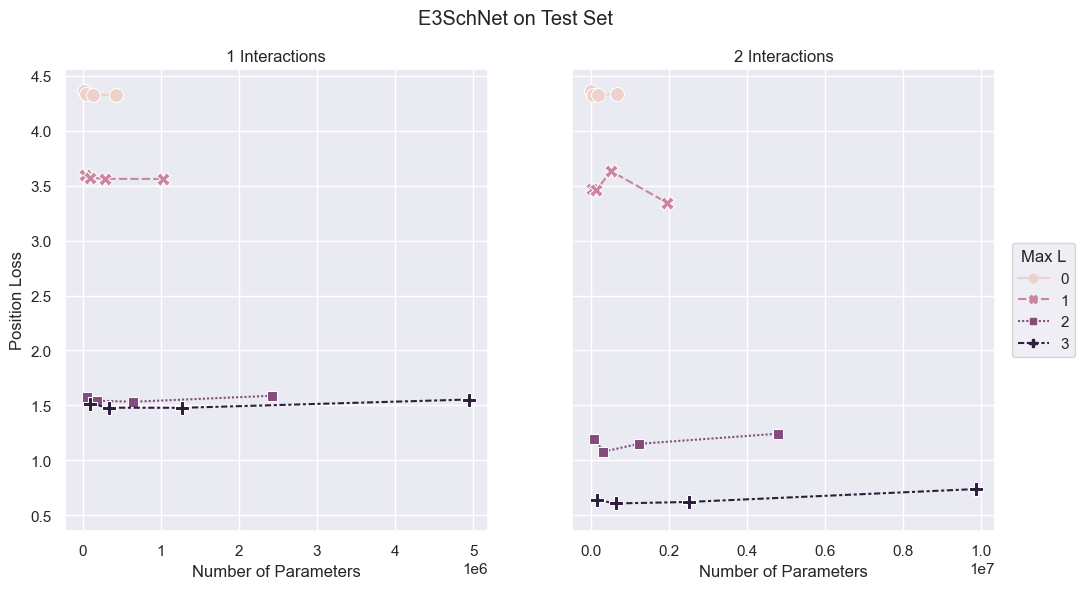 E3SchNet on Test Set
1 Interactions
2 Interactions
Position Loss
4.5
4.0
3.5
3.0
2.5
2.0
1.5
1.0
0.5
0 1 2 3 4 5
1e6
Number of Parameters
0.0 0.2 0.4 0.6 0.8 1.0
1e7
Number of Parameters
Max L
0
1
2
3